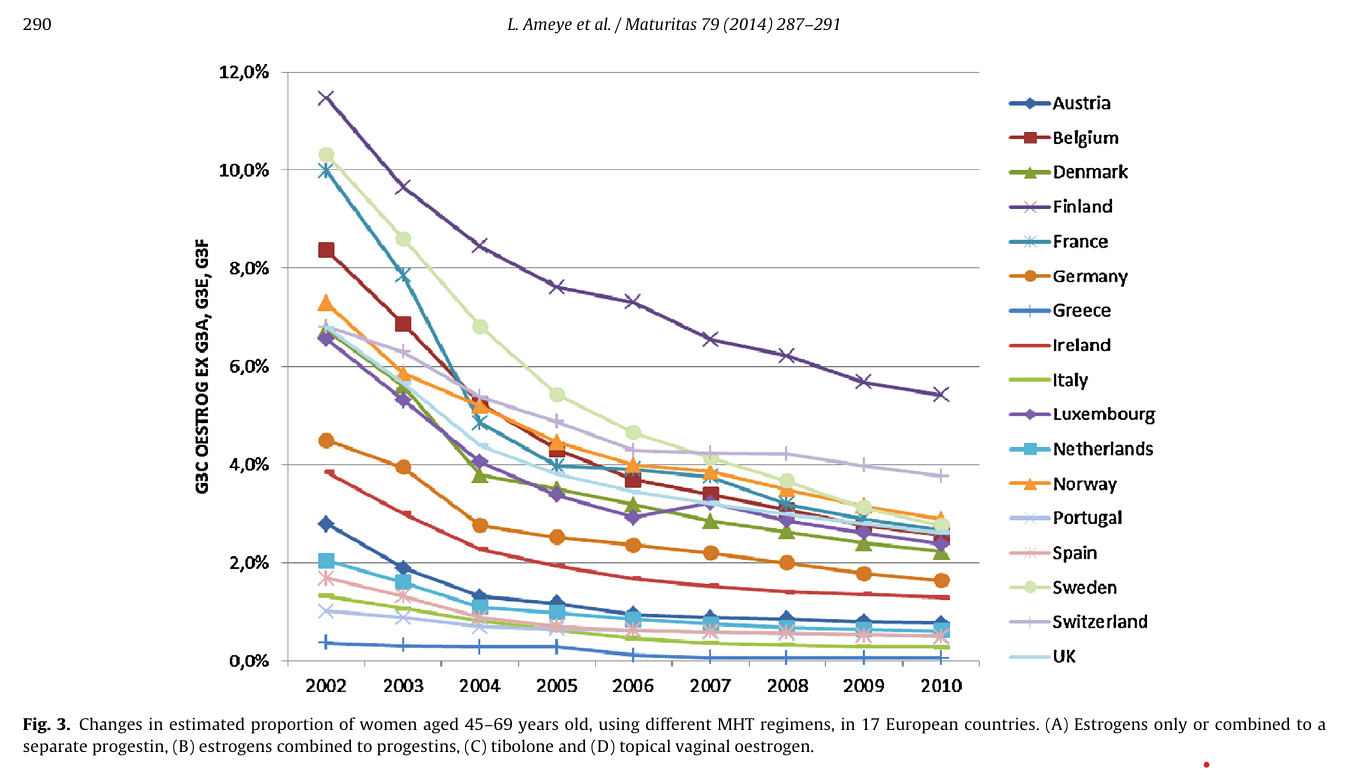 290
L. Ameye et al. / Maturitas 79 (2014) 287–291
12,0%
10,0%
8,0%
6,0%
4,0%
2,0%
0,0%
G3C OESTROG EX G3A, G3E, G3F
2002 2003 2004 2005 2006 2007 2008 2009 2010
Austria
Belgium
Denmark
Finland
France
Germany
Greece
Ireland
Italy
Luxembourg
Netherlands
Norway
Portugal
Spain
Sweden
Switzerland
UK
Fig. 3. Changes in estimated proportion of women aged 45–69 years old, using different MHT regimens, in 17 European countries. (A) Estrogens only or combined to a
separate progestin, (B) estrogens combined to progestins, (C) tibolone and (D) topical vaginal oestrogen.